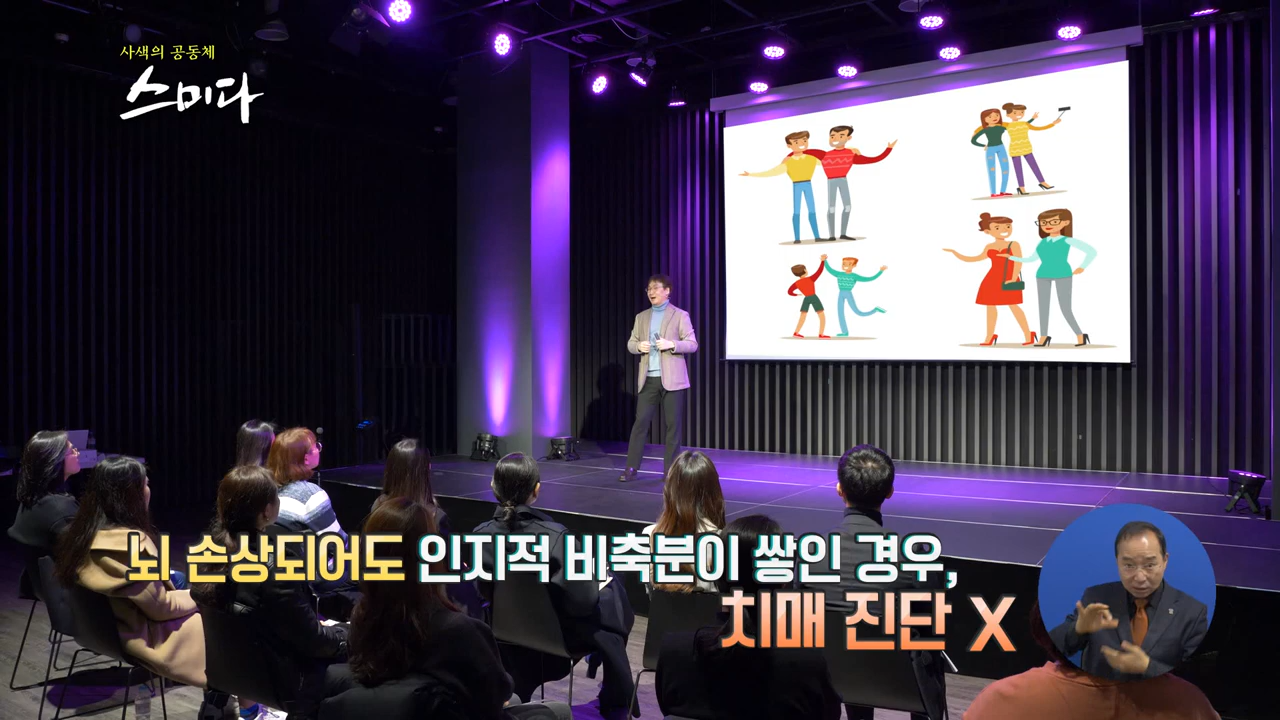 사색의 공동체
스미다
뇌 손상되어도 인지적 비축분이 쌓인 경우,
치매 진단 X